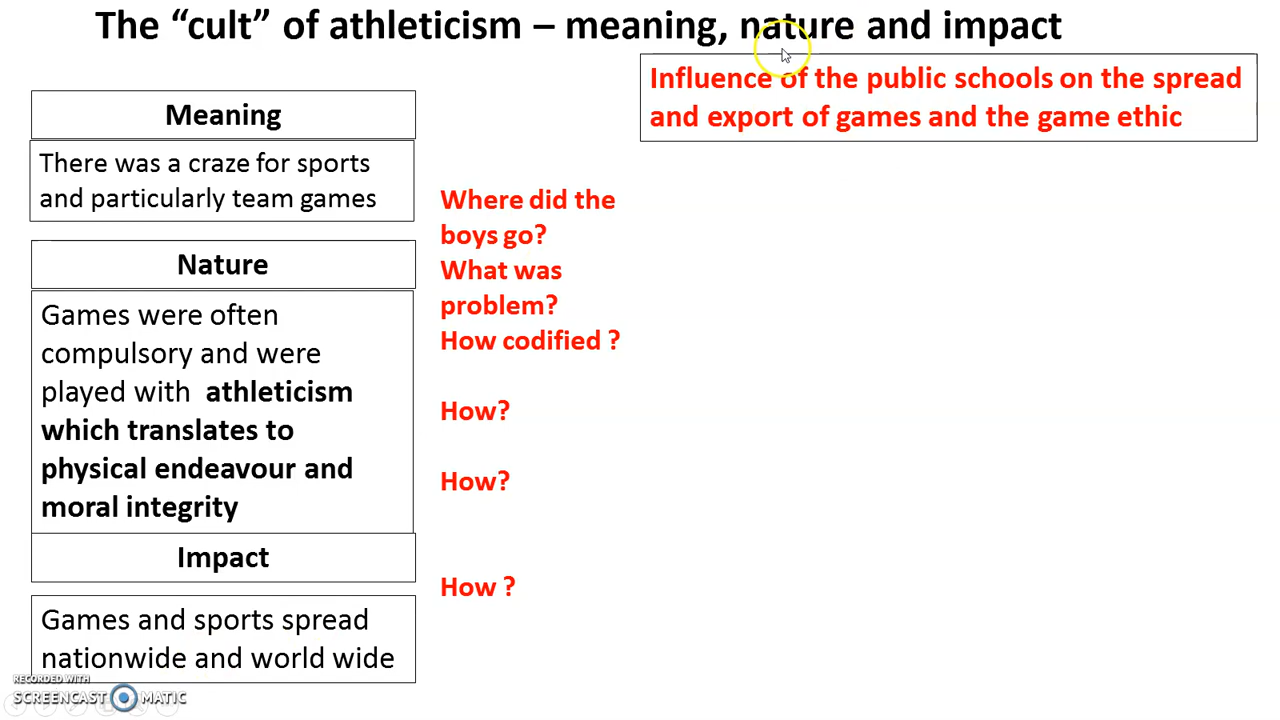 The “cult” of athleticism – meaning, nature and impact
Influence of the public schools on the spread
and export of games and the game ethic
Meaning
There was a craze for sports
and particularly team games
Nature
Games were often
compulsory and were
played with athleticism
which translates to
physical endeavour and
moral integrity
Impact
Games and sports spread
nationwide and world wide
Where did the
boys go?
What was
problem?
How codified ?
How?
How?
How ?
RECORDED WITH
SCREENCAST MATIC